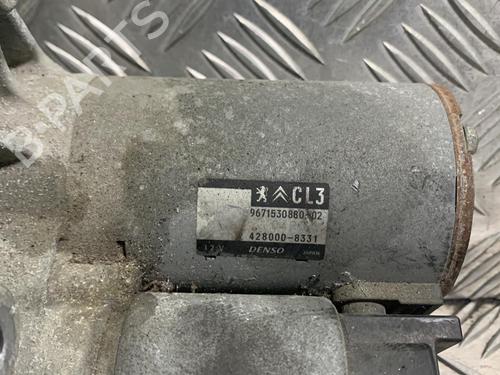 B-PARTS
CL3
9671530880-02
428000-8331
12V DENSO JAPAN